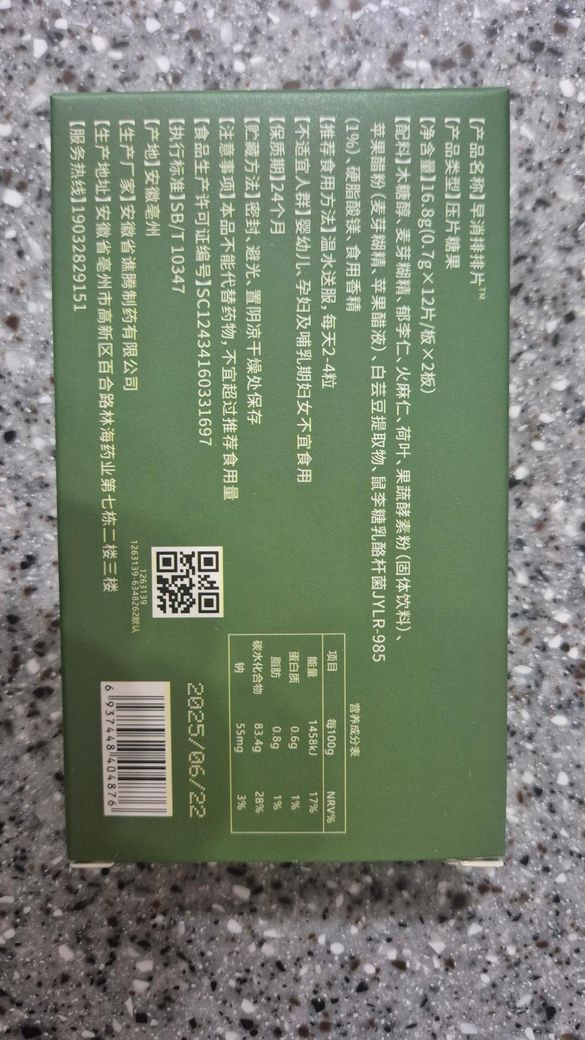 【产品名称】早消排排片™
【产品类型】压片糖果
【净含量】16.8g(0.7g×12片/板×2板)
【配料】木糖醇、麦芽糊精、郁李仁、火麻仁、荷叶、果蔬酵素粉(固体饮料)、
苹果醋粉(麦芽糊精、苹果醋液)、白芸豆提取物、鼠李糖乳酪杆菌JYLR-985
(1%)、硬脂酸镁、食用香精
【推荐食用方法】温水送服,每天2-4粒
【不适宜人群】婴幼儿、孕妇及哺乳期妇女不宜食用
【保质期】24个月
【贮藏方法】密封、避光、置阴凉干燥处保存
【注意事项】本品不能代替药物,不宜超过推荐食用量
【食品生产许可证编号】SC12434160331697
【执行标准】SB/T 10347
【产地】安徽亳州
【生产厂家】安徽省谯腾制药有限公司
【生产地址】安徽省亳州市高新区百合路林海药业第七栋二楼三楼
【服务热线】19032829151
营养成分表
项目 每100g NRV%
能量 1458kJ 17%
蛋白质 0.6g 1%
脂肪 0.8g 1%
碳水化合物 83.4g 28%
钠 55mg 3%
1263139
1263139-6348262默认
2025/06/22
6 937448 404876